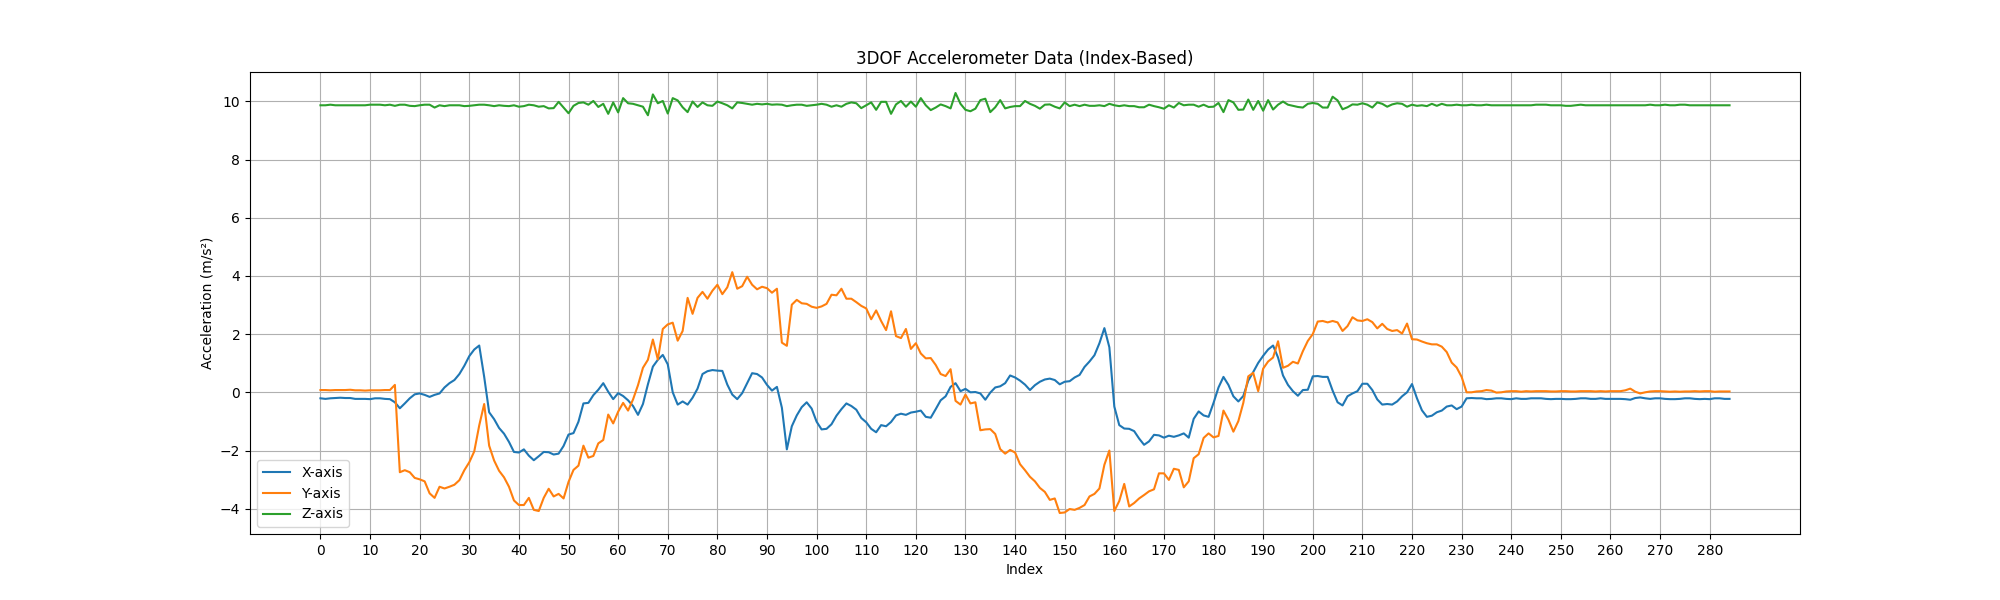 3DOF Accelerometer Data (Index-Based)
Acceleration (m/s²)
10
8
6
4
2
0
−2
−4
X-axis
Y-axis
Z-axis
0 10 20 30 40 50 60 70 80 90 100 110 120 130 140 150 160 170 180 190 200 210 220 230 240 250 260 270 280
Index